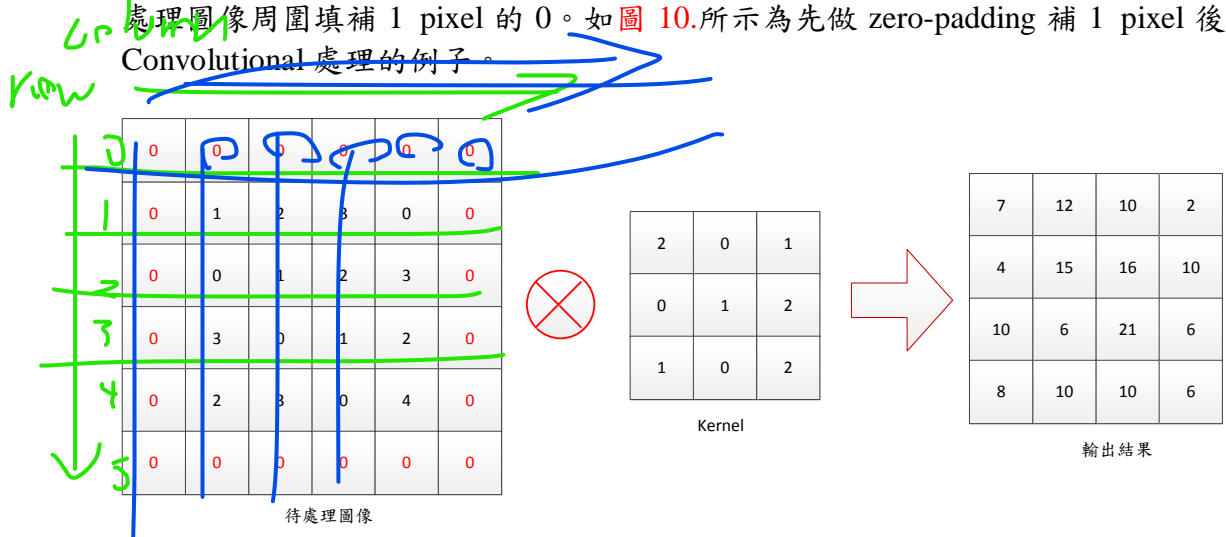 處理圖像周圍填補 1 pixel 的 0。如圖 10.所示為先做 zero-padding 補 1 pixel 後
Convolutional 處理的例子。
column
row
0 0 0 0 0 0 0
1 0 1 2 3 0 0
2 0 0 1 2 3 0
3 0 3 0 1 2 0
4 0 2 3 0 4 0
5 0 0 0 0 0 0
待處理圖像
2 0 1
0 1 2
1 0 2
Kernel
7 12 10 2
4 15 16 10
10 6 21 6
8 10 10 6
輸出結果